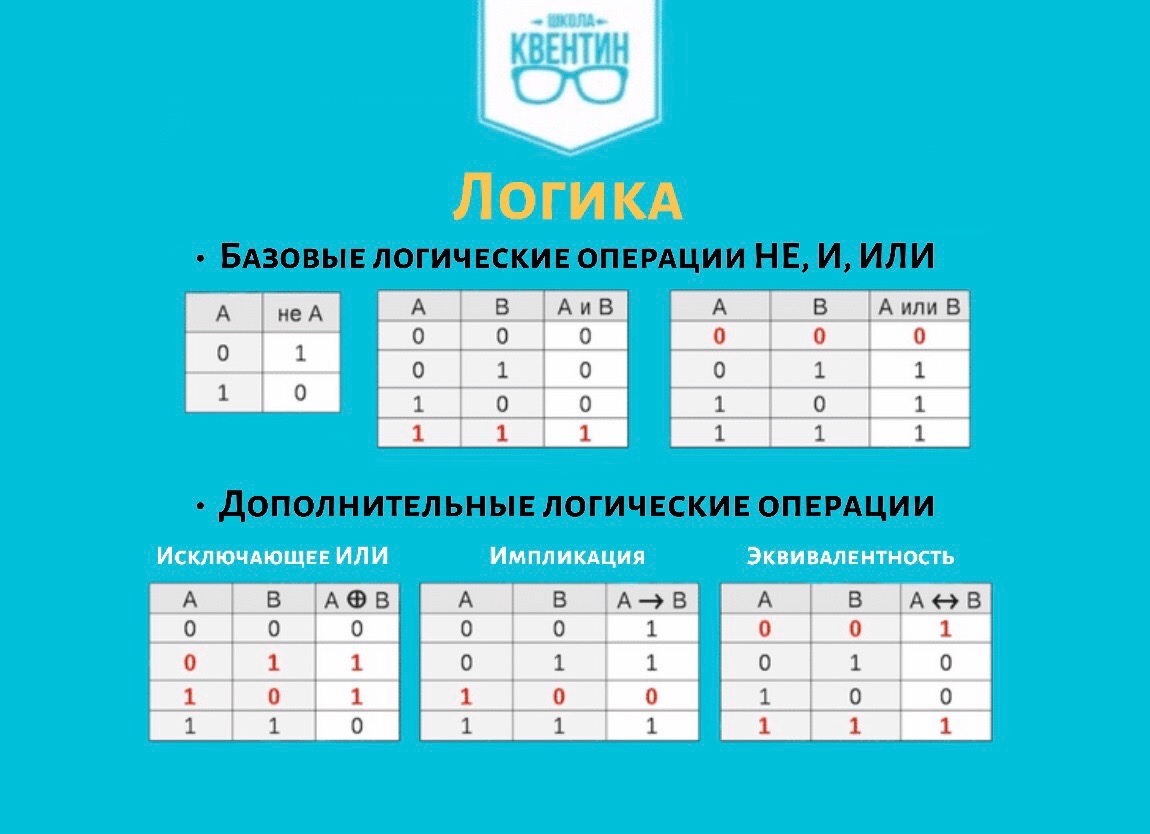 ШКОЛА
КВЕНТИН
Логика
• Базовые логические операции НЕ, И, ИЛИ
А не А
0 1
1 0
А В А и В
0 0 0
0 1 0
1 0 0
1 1 1
А В А или В
0 0 0
0 1 1
1 0 1
1 1 1
• Дополнительные логические операции
Исключающее ИЛИ
А В А ⊕ В
0 0 0
0 1 1
1 0 1
1 1 0
Импликация
А В А → В
0 0 1
0 1 1
1 0 0
1 1 1
Эквивалентность
А В А ↔ В
0 0 1
0 1 0
1 0 0
1 1 1